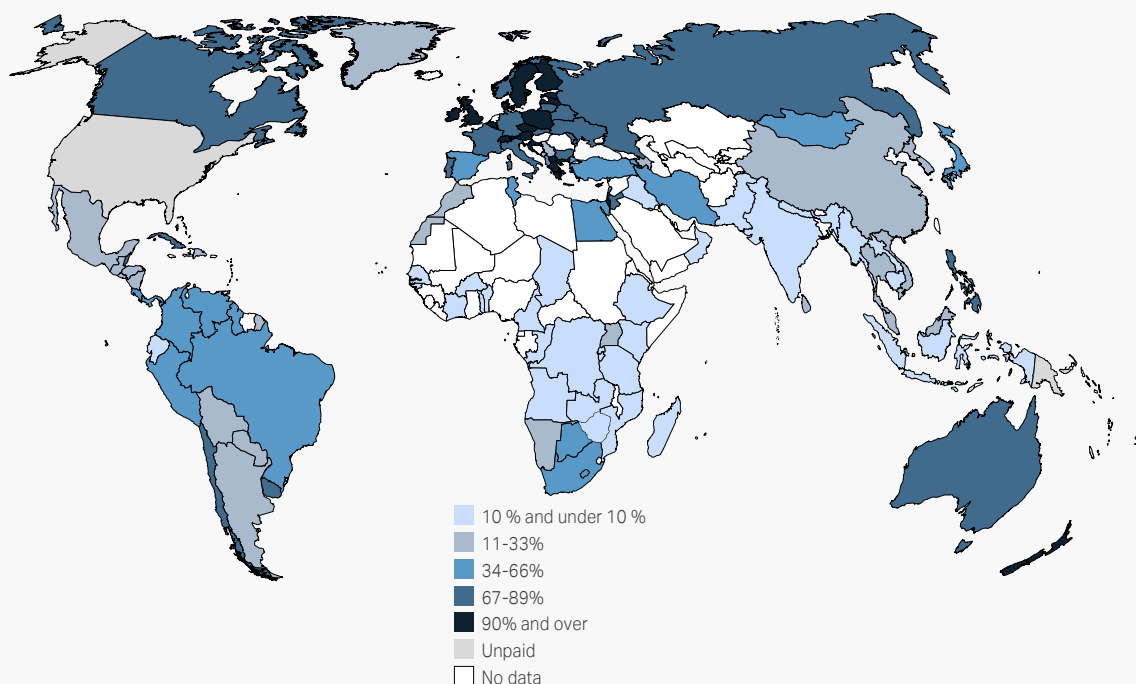 10 % and under 10 %
11-33%
34-66%
67-89%
90% and over
Unpaid
No data